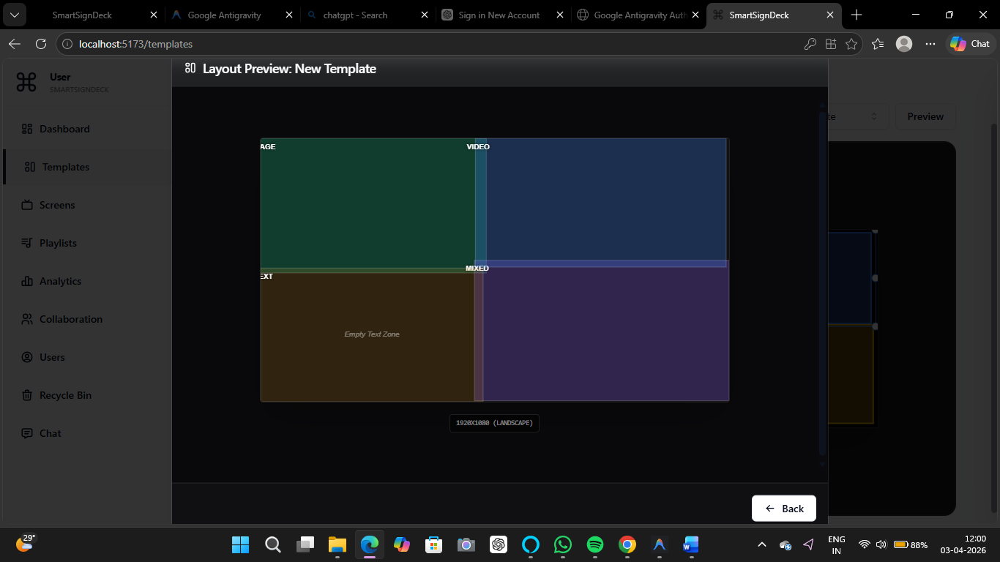 SmartSignDeck
Google Antigravity
chatgpt - Search
Sign in New Account
Google Antigravity Auth
SmartSignDeck
localhost:5173/templates
Chat
User
SMARTSIGNDECK
Dashboard
Templates
Screens
Playlists
Analytics
Collaboration
Users
Recycle Bin
Chat
Layout Preview: New Template
te
Preview
AGE
VIDEO
EXT
MIXED
Empty Text Zone
1920X1080 (LANDSCAPE)
Back
29°
ENG
IN
88%
12:00
03-04-2026